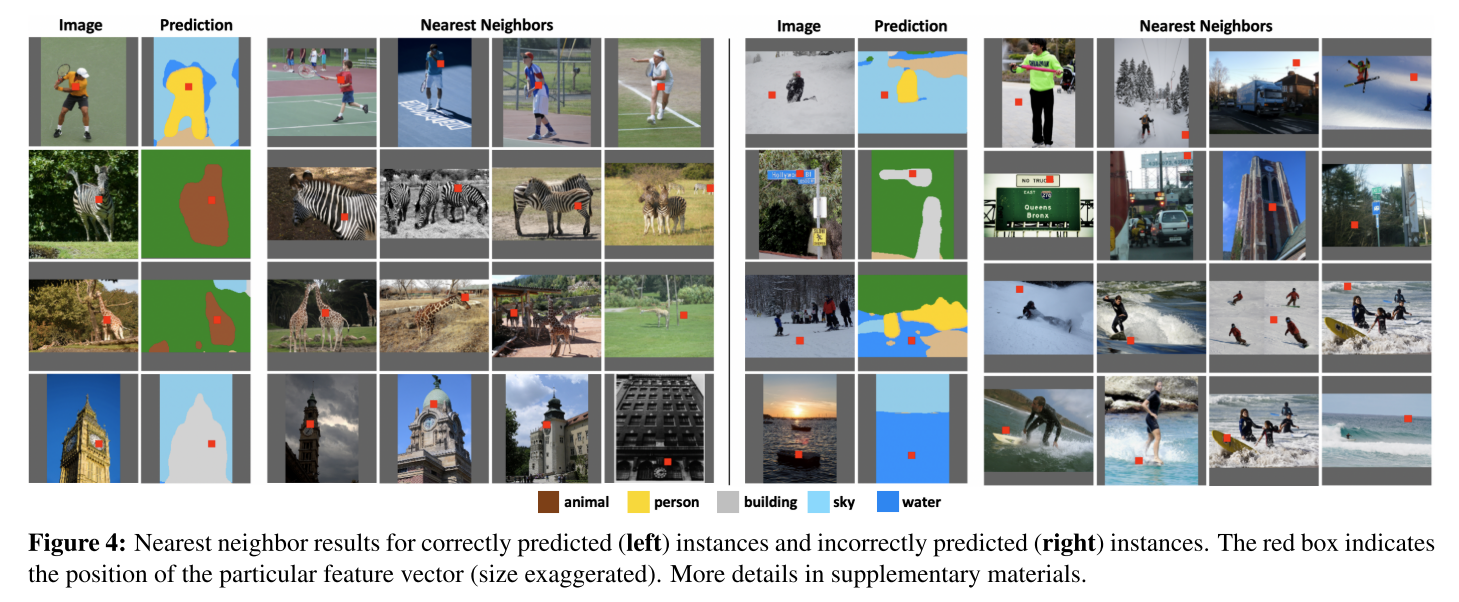 Image Prediction Nearest Neighbors Image Prediction Nearest Neighbors
NO TRUC
EAST
Queens
Bronx
animal person building sky water
Figure 4: Nearest neighbor results for correctly predicted (left) instances and incorrectly predicted (right) instances. The red box indicates
the position of the particular feature vector (size exaggerated). More details in supplementary materials.